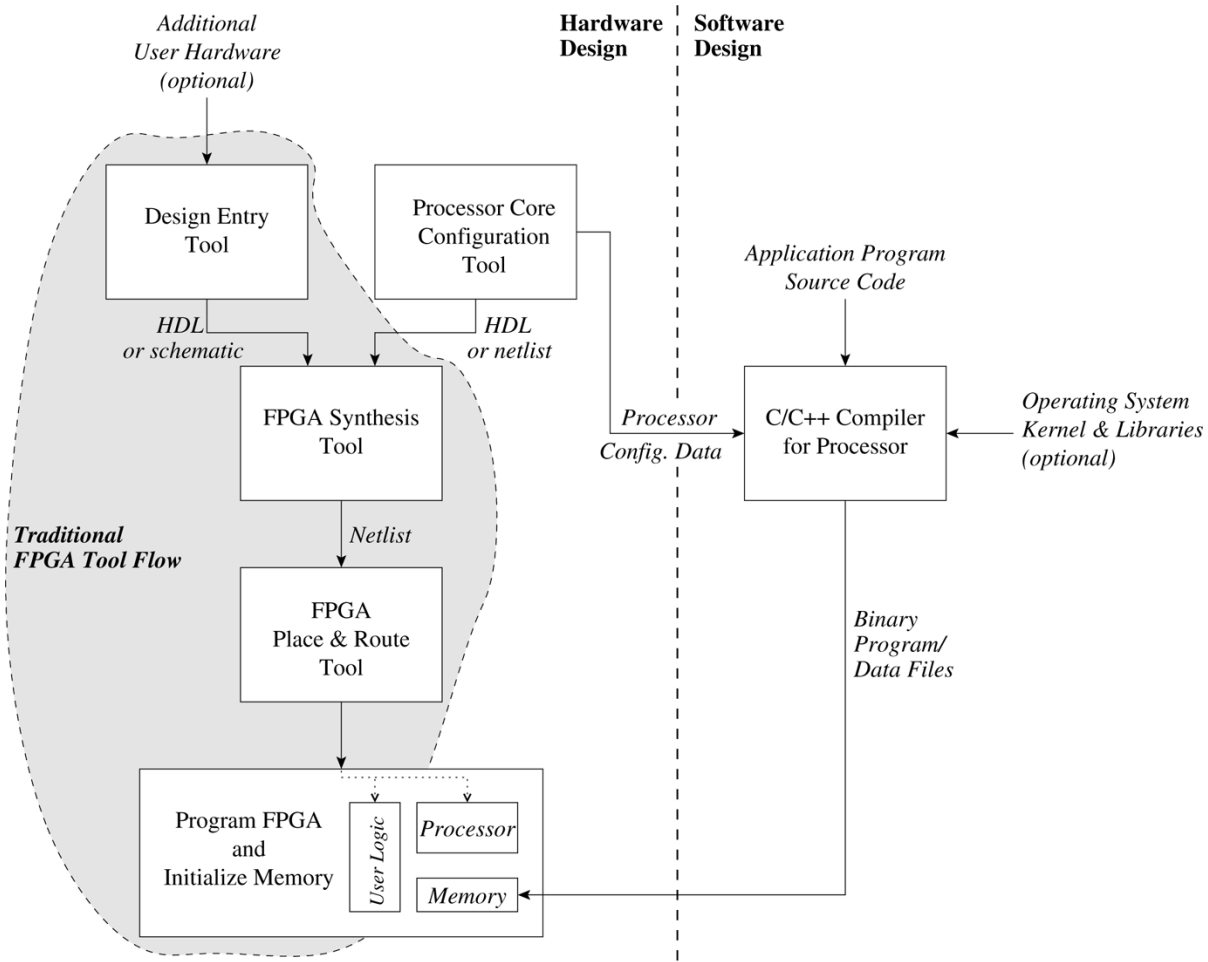 Additional
User Hardware
(optional)
Hardware
Design
Software
Design
Design Entry
Tool
Processor Core
Configuration
Tool
Application Program
Source Code
HDL
or schematic
HDL
or netlist
FPGA Synthesis
Tool
Processor
Config. Data
C/C++ Compiler
for Processor
Operating System
Kernel & Libraries
(optional)
Traditional
FPGA Tool Flow
Netlist
FPGA
Place & Route
Tool
Binary
Program/
Data Files
Program FPGA
and
Initialize Memory
User Logic
Processor
Memory